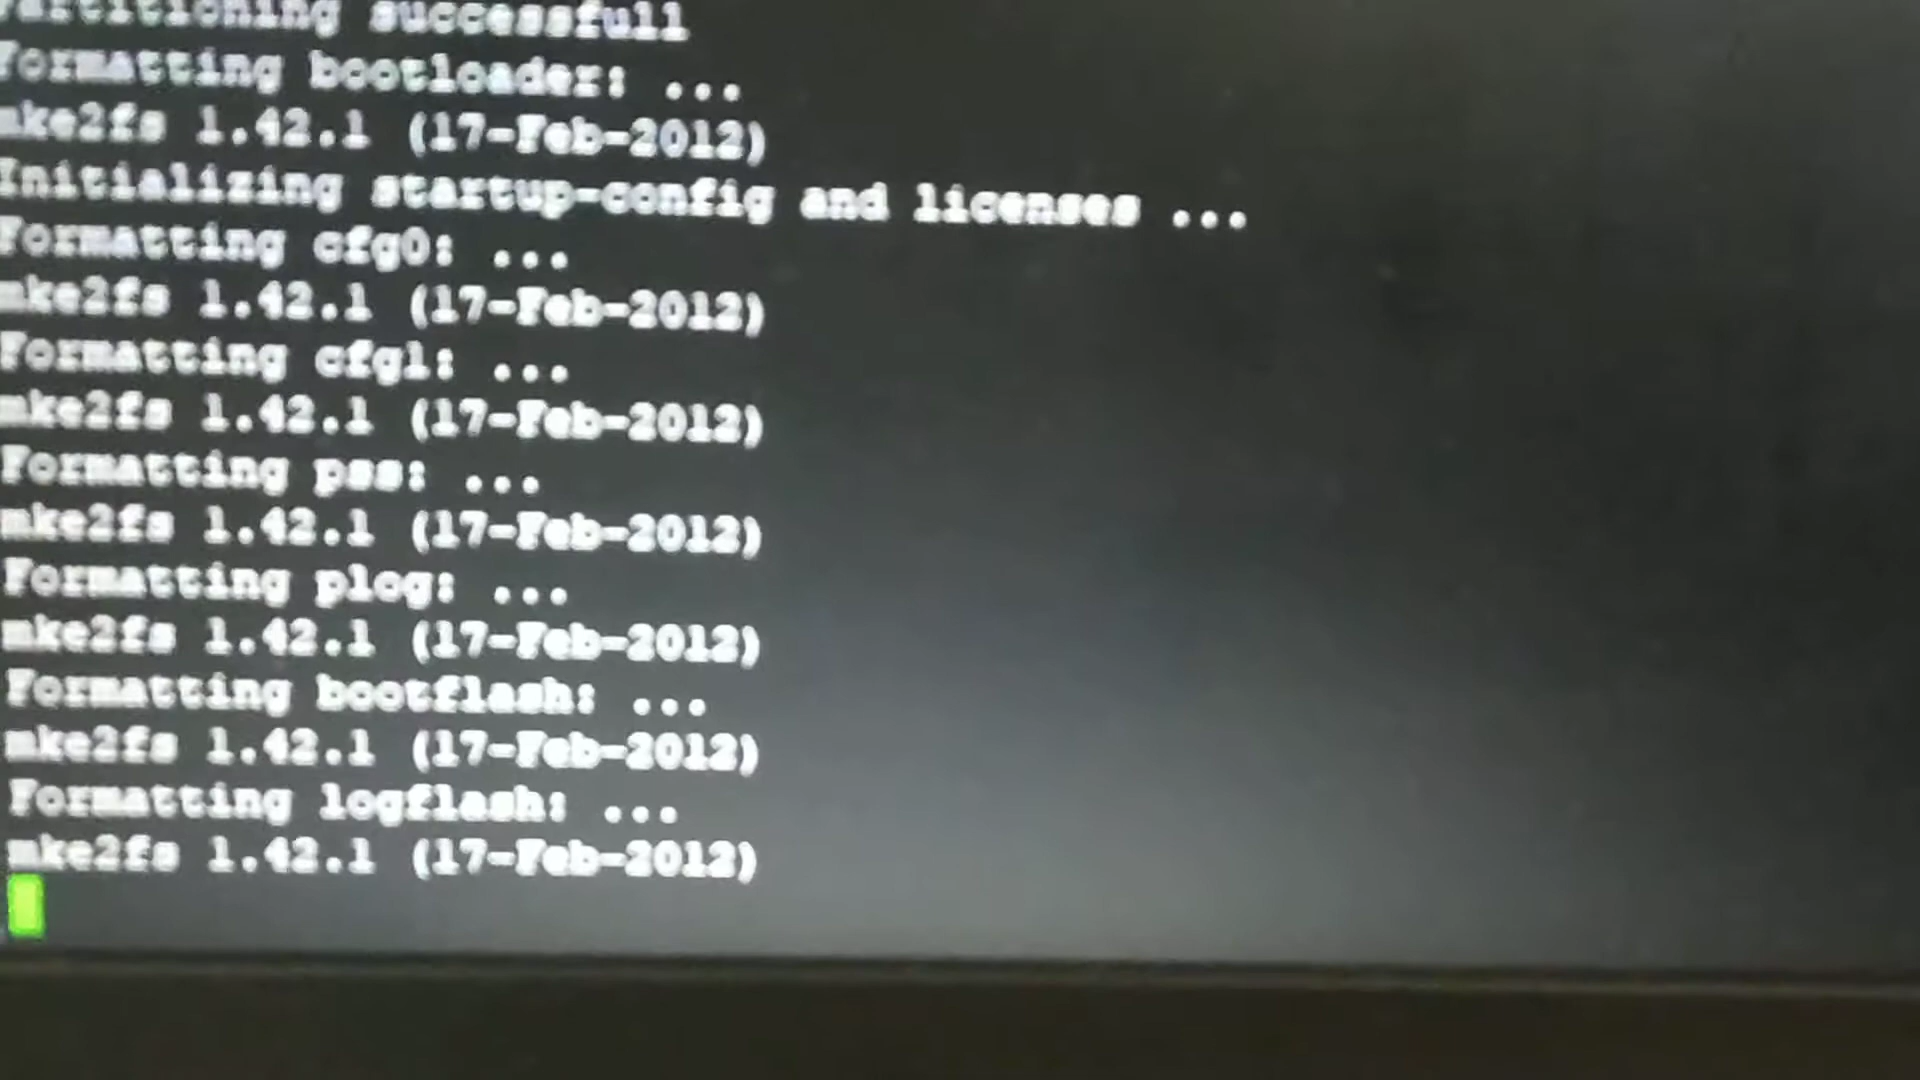 Partitioning successfull
Formatting bootloader: ...
mke2fs 1.42.1 (17-Feb-2012)
Initializing startup-config and licenses ...
Formatting cfg0: ...
mke2fs 1.42.1 (17-Feb-2012)
Formatting cfg1: ...
mke2fs 1.42.1 (17-Feb-2012)
Formatting pss: ...
mke2fs 1.42.1 (17-Feb-2012)
Formatting plog: ...
mke2fs 1.42.1 (17-Feb-2012)
Formatting bootflash: ...
mke2fs 1.42.1 (17-Feb-2012)
Formatting logflash: ...
mke2fs 1.42.1 (17-Feb-2012)